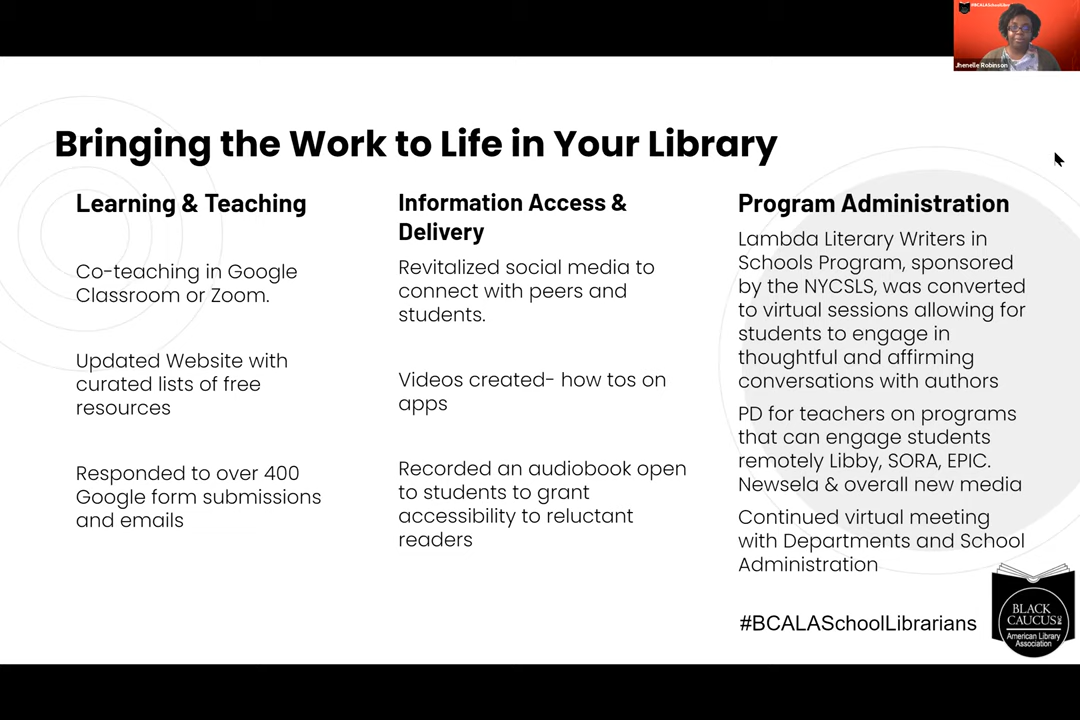 #BCALASchoolLibra
Jhenelle Robinson
Bringing the Work to Life in Your Library
Learning & Teaching
Co-teaching in Google
Classroom or Zoom.
Updated Website with
curated lists of free
resources
Responded to over 400
Google form submissions
and emails
Information Access &
Delivery
Revitalized social media to
connect with peers and
students.
Videos created- how tos on
apps
Recorded an audiobook open
to students to grant
accessibility to reluctant
readers
Program Administration
Lambda Literary Writers in
Schools Program, sponsored
by the NYCSLS, was converted
to virtual sessions allowing for
students to engage in
thoughtful and affirming
conversations with authors
PD for teachers on programs
that can engage students
remotely Libby, SORA, EPIC.
Newsela & overall new media
Continued virtual meeting
with Departments and School
Administration
#BCALASchoolLibrarians
BLACK
CAUCUS
American Library
Association